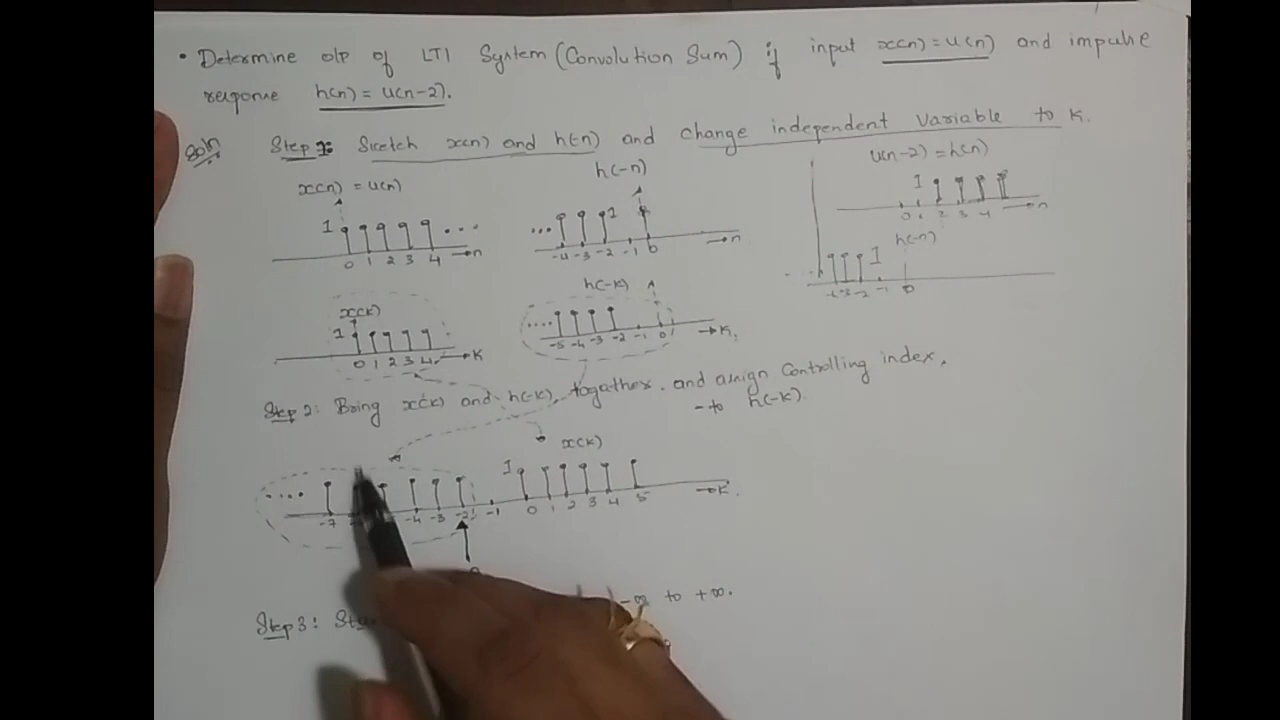 • Determine o/p of LTI System (Convolution Sum) if input x(n) = u(n) and impulse
response h(n) = u(n-2).
Soln
Step 1: Sketch x(n) and h(-n) and change independent variable to K.
x(n) = u(n)
h(-n)
u(n-2) = h(n)
1 ...
0 1 2 3 4 → n
... 1
-4 -3 -2 -1 0 → n
1
0 1 2 3 4 → n
h(-n)
1
-4 -3 -2 -1 0
x(k)
1
0 1 2 3 4 → K
h(-k)
....
-5 -4 -3 -2 -1 0 1 → K.
Step 2: Bring x(k) and h(-k) together. and assign Controlling index,
- to h(-k).
x(k)
.... 1
-7 -4 -3 -2 -1 0 1 2 3 4 5 → K.
Step 3:
-∞ to +∞.